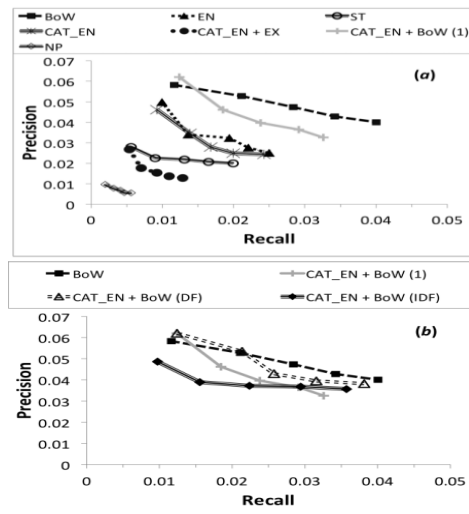 BoW EN ST
CAT_EN CAT_EN + EX CAT_EN + BoW (1)
NP
(a)
Precision
0.07
0.06
0.05
0.04
0.03
0.02
0.01
0
0 0.01 0.02 0.03 0.04 0.05
Recall
BoW CAT_EN + BoW (1)
CAT_EN + BoW (DF) CAT_EN + BoW (IDF)
(b)
Precision
0.07
0.06
0.05
0.04
0.03
0.02
0.01
0
0 0.01 0.02 0.03 0.04 0.05
Recall